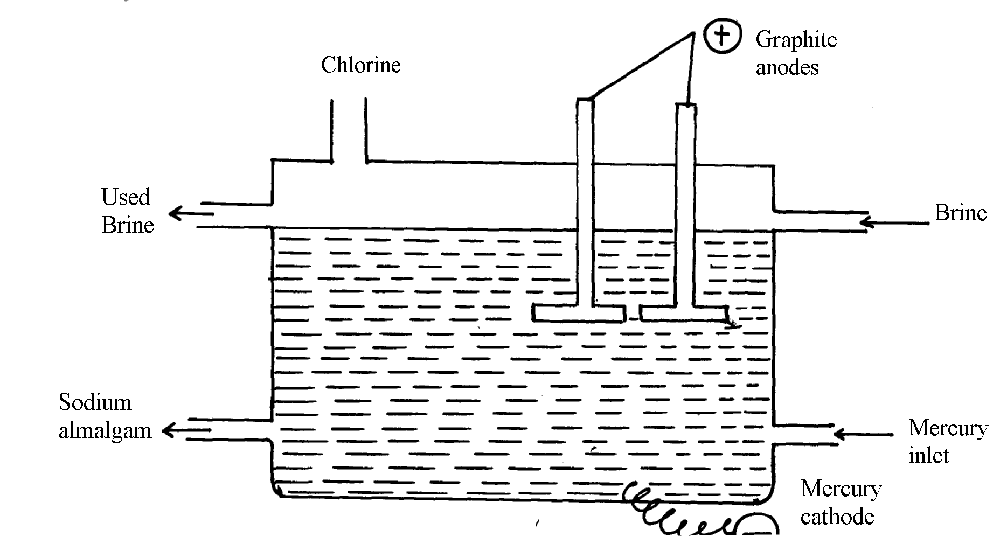 Chlorine
+
Graphite
anodes
Used
Brine
Brine
Sodium
almalgam
Mercury
inlet
Mercury
cathode